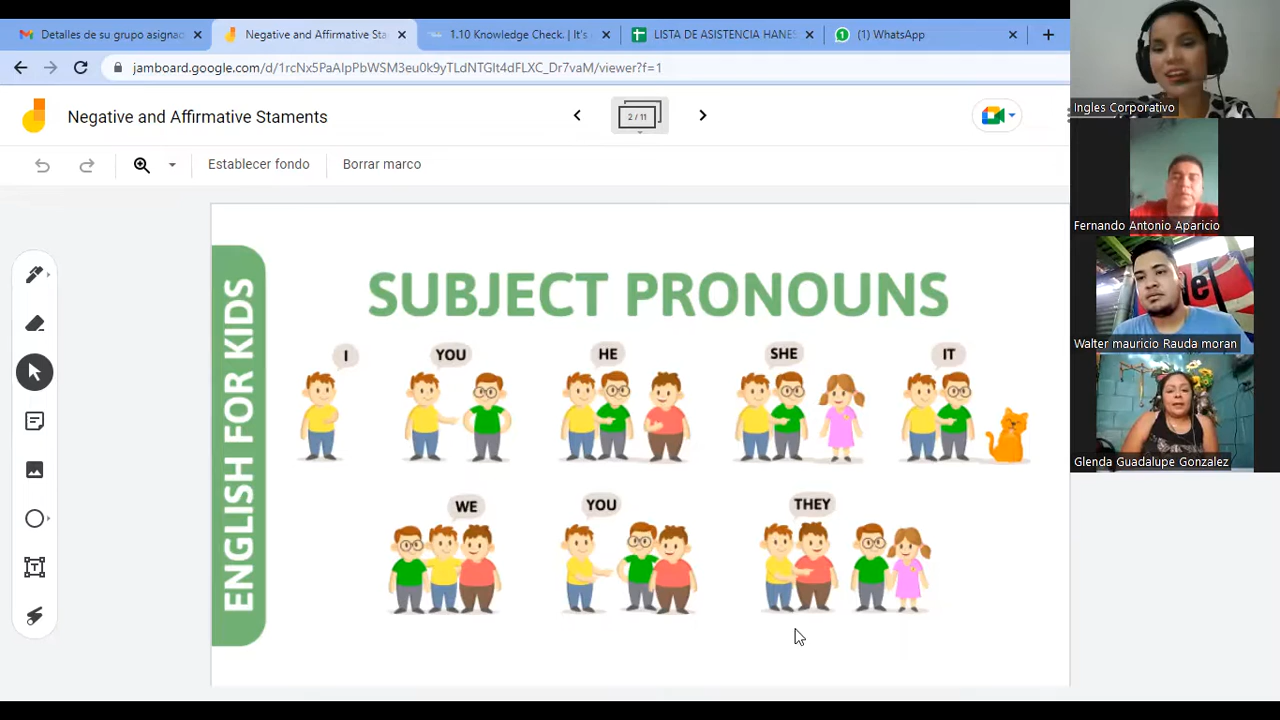 Detalles de su grupo asigna
Negative and Affirmative Sta
1.10 Knowledge Check. | It's
LISTA DE ASISTENCIA HANES
(1) WhatsApp
jamboard.google.com/d/1rcNx5PaAIpPbWSM3eu0k9yTLdNTGIt4dFLXC_Dr7vaM/viewer?f=1
Negative and Affirmative Staments
2 / 11
Establecer fondo
Borrar marco
ENGLISH FOR KIDS
SUBJECT PRONOUNS
I
YOU
HE
SHE
IT
WE
YOU
THEY
Ingles Corporativo
Fernando Antonio Aparicio
Walter mauricio Rauda moran
Glenda Guadalupe Gonzalez